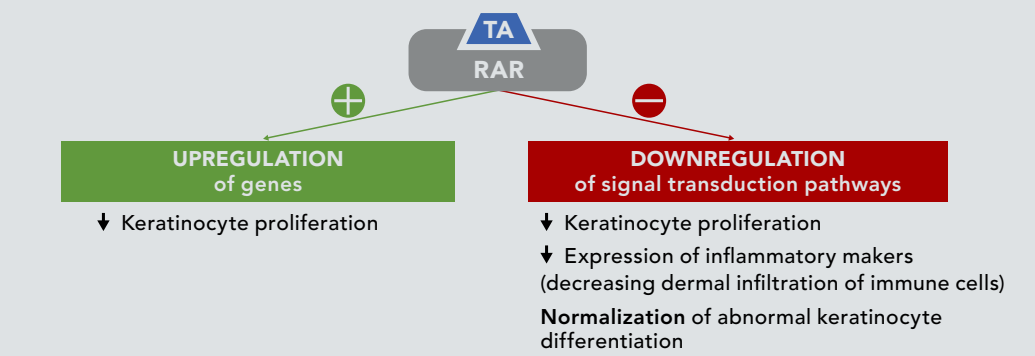 TA
RAR
UPREGULATION
of genes
↓ Keratinocyte proliferation
DOWNREGULATION
of signal transduction pathways
↓ Keratinocyte proliferation
↓ Expression of inflammatory makers
(decreasing dermal infiltration of immune cells)
Normalization of abnormal keratinocyte
differentiation